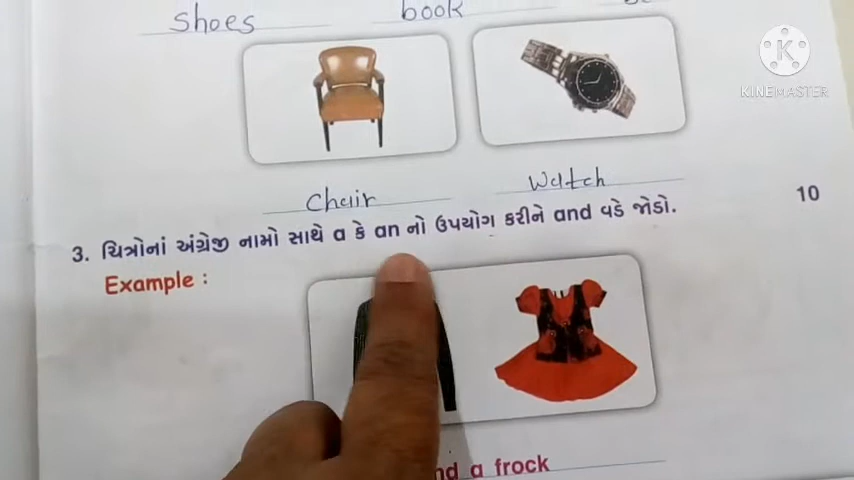 shoes book
KINEMASTER
chair watch
3. ચિત્રોનાં અંગ્રેજી નામો સાથે a કે an નો ઉપયોગ કરીને and વડે જોડો. 10
Example :
a frock